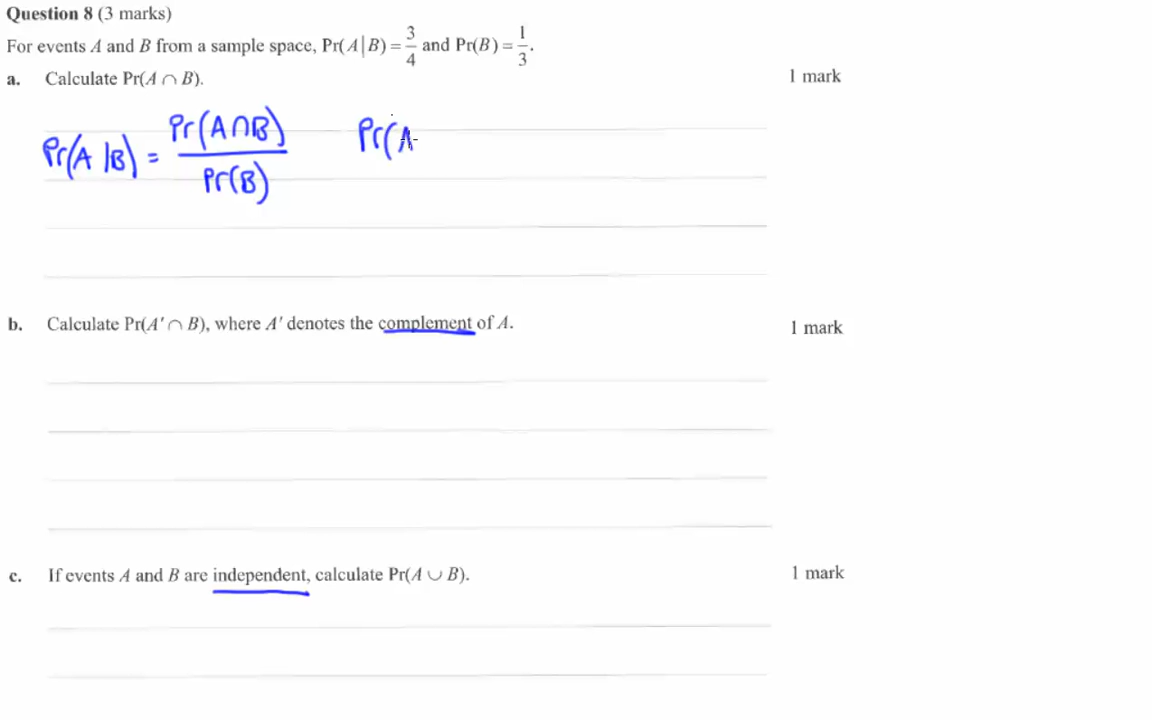 Question 8 (3 marks)
For events A and B from a sample space, Pr(A|B) = 3/4 and Pr(B) = 1/3.
a. Calculate Pr(A ∩ B). 1 mark
Pr(A|B) = Pr(A∩B)/Pr(B) Pr(A
b. Calculate Pr(A′ ∩ B), where A′ denotes the complement of A. 1 mark
c. If events A and B are independent, calculate Pr(A ∪ B). 1 mark